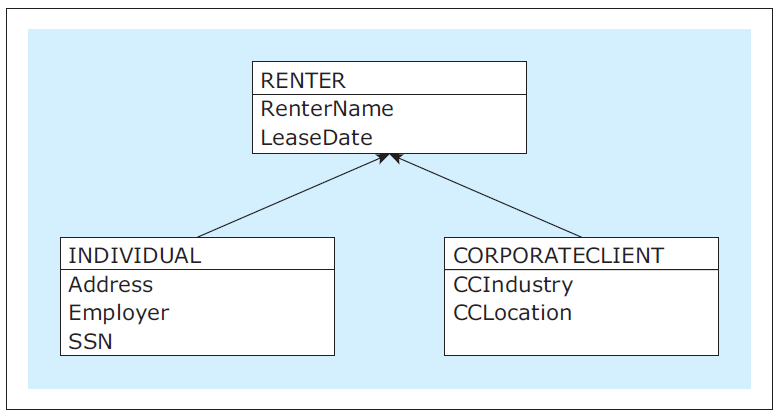 RENTER
RenterName
LeaseDate
INDIVIDUAL
Address
Employer
SSN
CORPORATECLIENT
CCIndustry
CCLocation